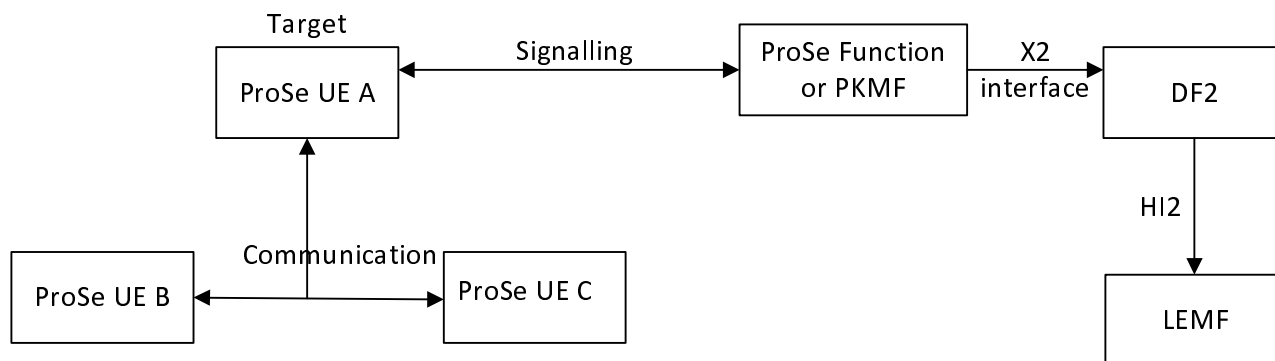 Target
ProSe UE A
Signalling
ProSe Function
or PKMF
X2
interface
DF2
HI2
Communication
ProSe UE B
ProSe UE C
LEMF